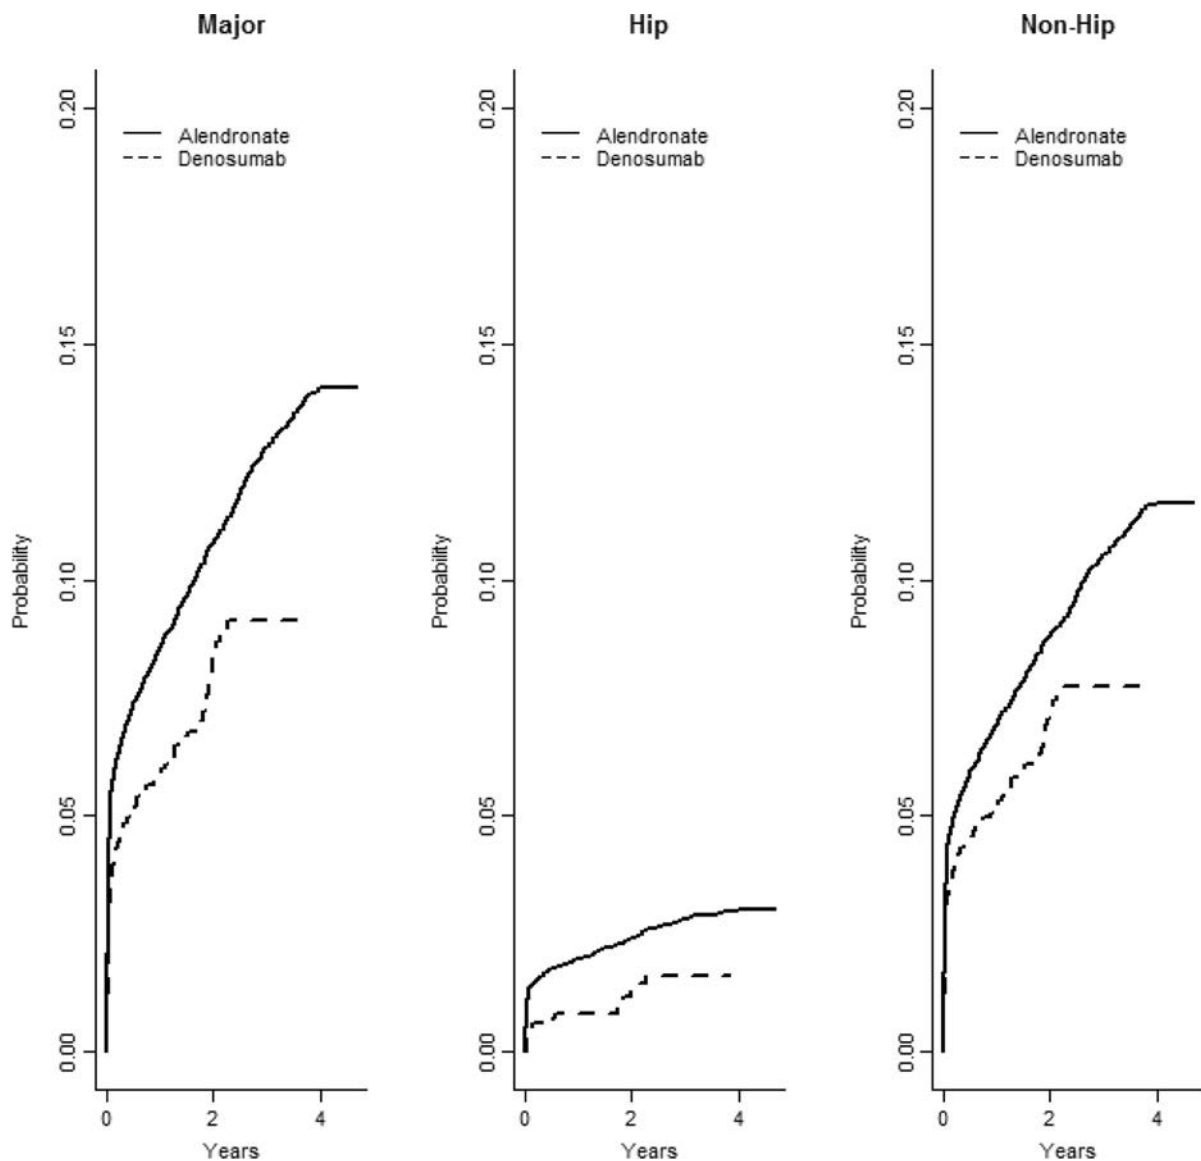 Major
Probability
0.20
0.15
0.10
0.05
0.00
Alendronate
Denosumab
0 2 4
Years
Hip
Probability
0.20
0.15
0.10
0.05
0.00
Alendronate
Denosumab
0 2 4
Years
Non-Hip
Probability
0.20
0.15
0.10
0.05
0.00
Alendronate
Denosumab
0 2 4
Years